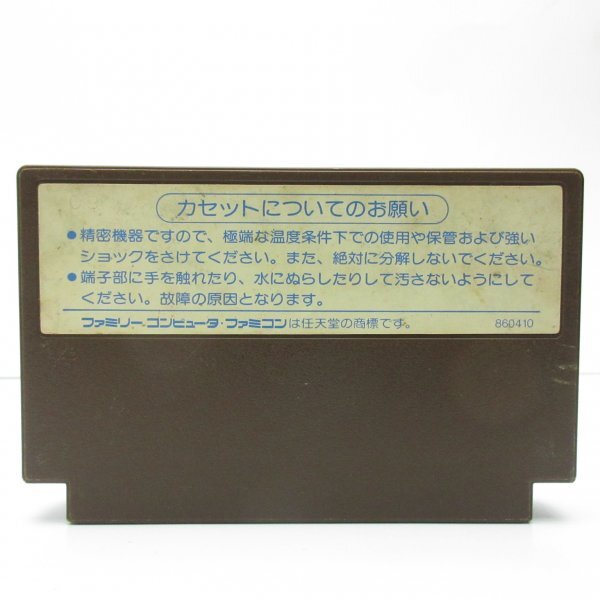 カセットについてのお願い
●精密機器ですので、極端な温度条件下での使用や保管および強い
ショックをさけてください。また、絶対に分解しないでください。
●端子部に手を触れたり、水にぬらしたりして汚さないようにして
ください。故障の原因となります。
ファミリーコンピュータ・ファミコンは任天堂の商標です。 860410